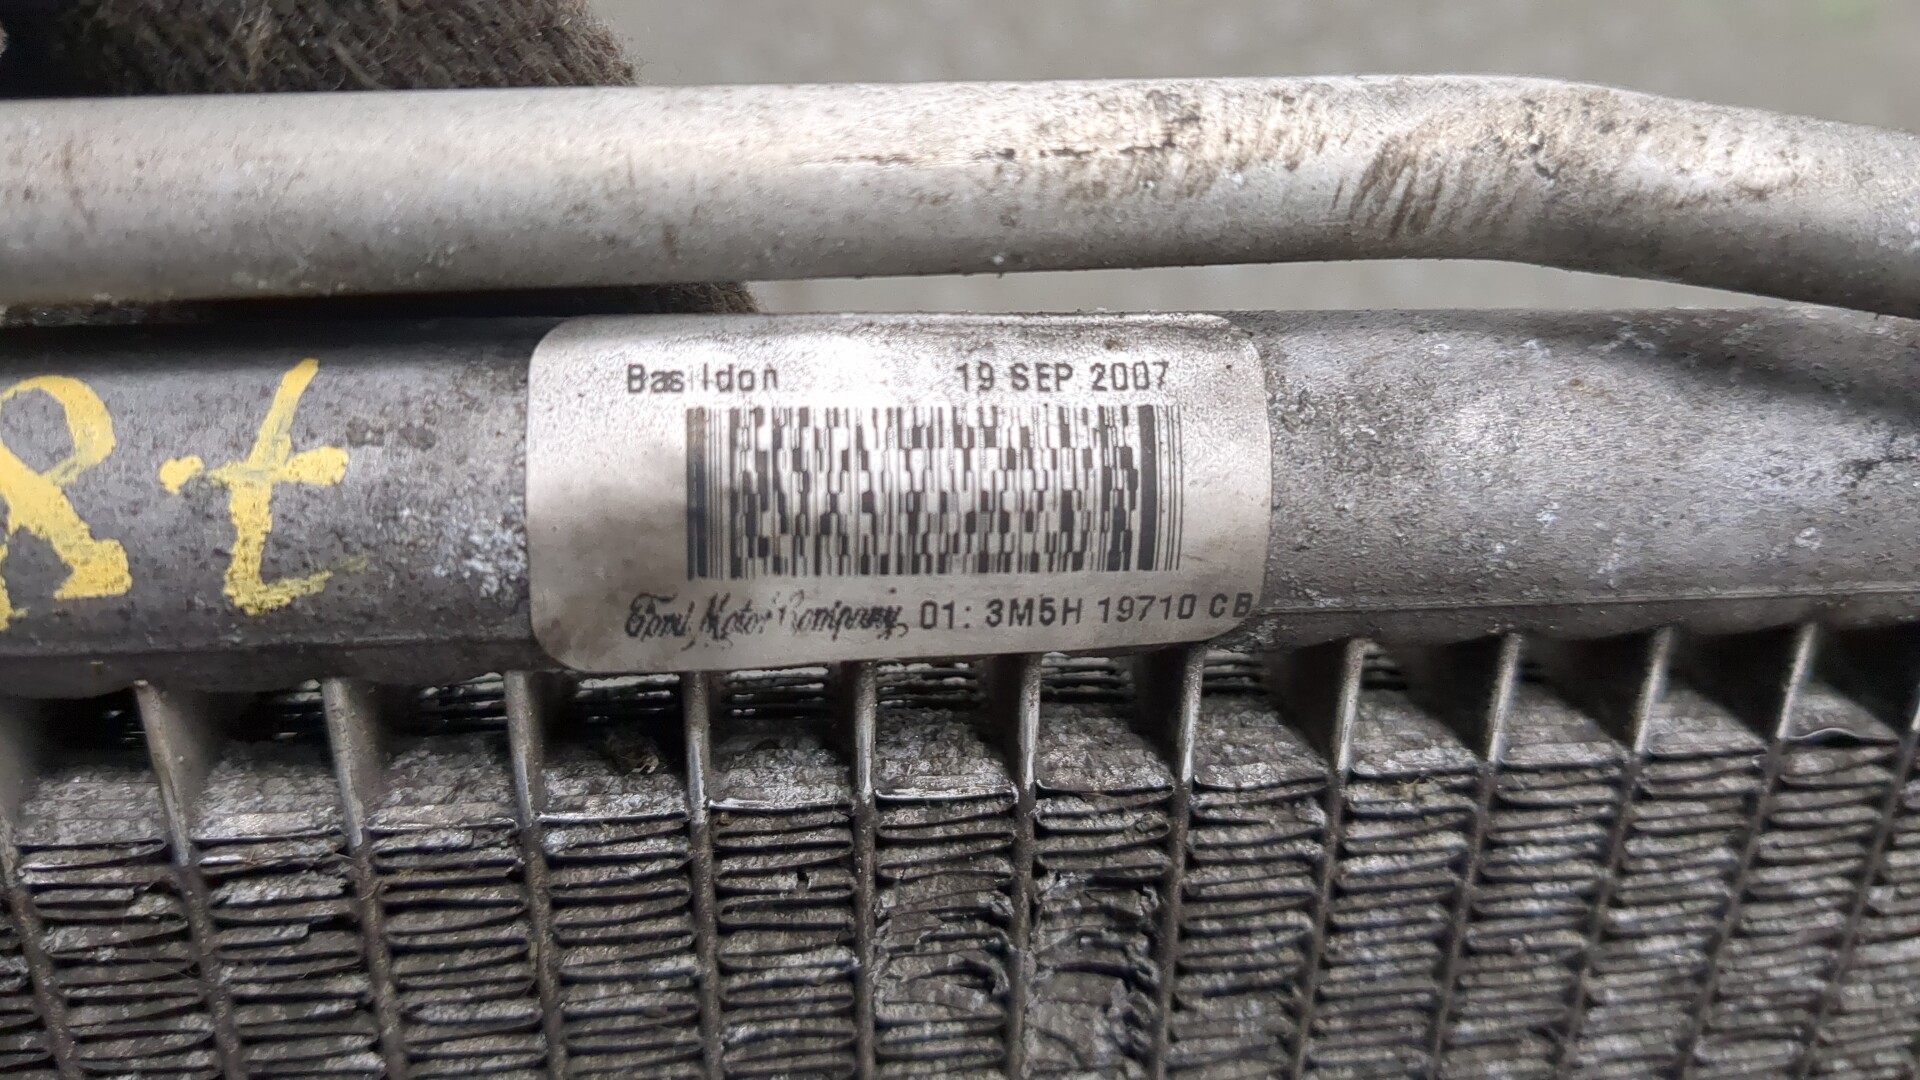 Basildon 19 SEP 2007
Ford Motor Company 01: 3M5H 19710 CB